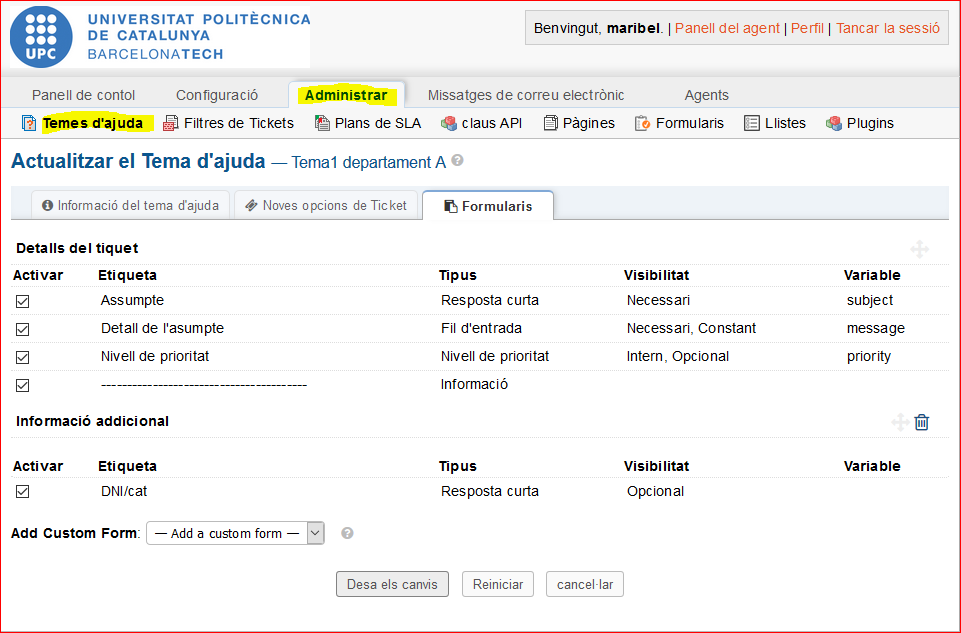 UNIVERSITAT POLITÈCNICA
DE CATALUNYA
BARCELONATECH
UPC
Benvingut, maribel. | Panell del agent | Perfil | Tancar la sessió
Panell de contol Configuració Administrar Missatges de correu electrònic Agents
Temes d'ajuda Filtres de Tickets Plans de SLA claus API Pàgines Formularis Llistes Plugins
Actualitzar el Tema d'ajuda — Tema1 departament A
Informació del tema d'ajuda Noves opcions de Ticket Formularis
Detalls del tiquet
Activar Etiqueta Tipus Visibilitat Variable
Assumpte Resposta curta Necessari subject
Detall de l'asumpte Fil d'entrada Necessari, Constant message
Nivell de prioritat Nivell de prioritat Intern, Opcional priority
----------------------------------------- Informació
Informació addicional
Activar Etiqueta Tipus Visibilitat Variable
DNI/cat Resposta curta Opcional
Add Custom Form: — Add a custom form —
Desa els canvis Reiniciar cancel·lar